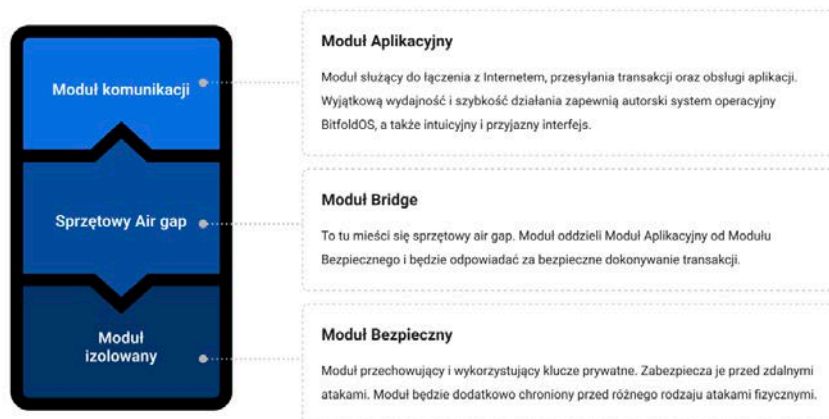 Moduł komunikacji
Sprzętowy Air gap
Moduł
izolowany
Moduł Aplikacyjny
Moduł służący do łączenia z Internetem, przesyłania transakcji oraz obsługi aplikacji.
Wyjątkową wydajność i szybkość działania zapewnią autorski system operacyjny
BitfoldOS, a także intuicyjny i przyjazny interfejs.
Moduł Bridge
To tu mieści się sprzętowy air gap. Moduł oddzieli Moduł Aplikacyjny od Modułu
Bezpiecznego i będzie odpowiadać za bezpieczne dokonywanie transakcji.
Moduł Bezpieczny
Moduł przechowujący i wykorzystujący klucze prywatne. Zabezpiecza je przed zdalnymi
atakami. Moduł będzie dodatkowo chroniony przed różnego rodzaju atakami fizycznymi.